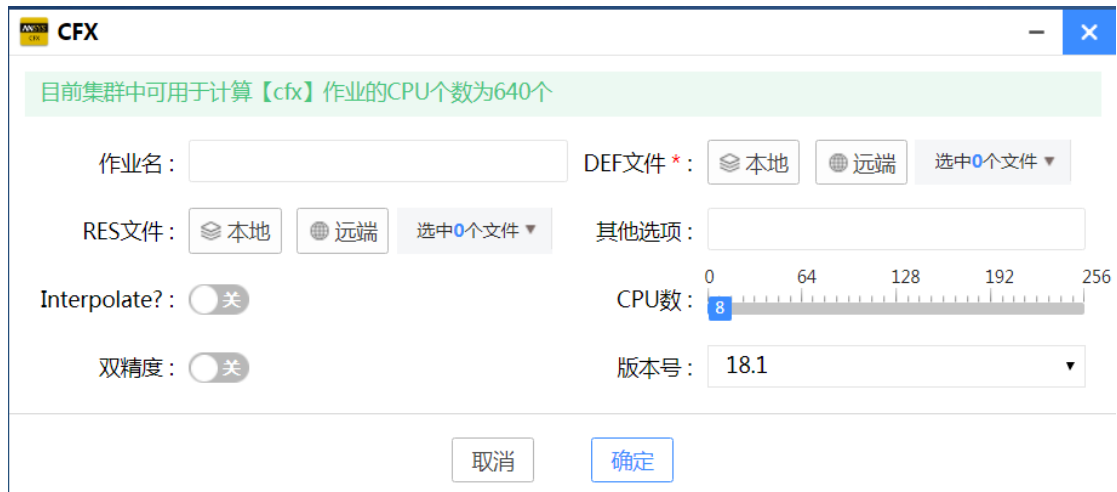 ANSYS
CFX
CFX
目前集群中可用于计算【cfx】作业的CPU个数为640个
作业名： DEF文件 *： 本地 远端 选中0个文件 ▼
RES文件： 本地 远端 选中0个文件 ▼ 其他选项：
0 64 128 192 256
Interpolate?： 关 CPU数： 8
双精度： 关 版本号： 18.1 ▼
取消 确定